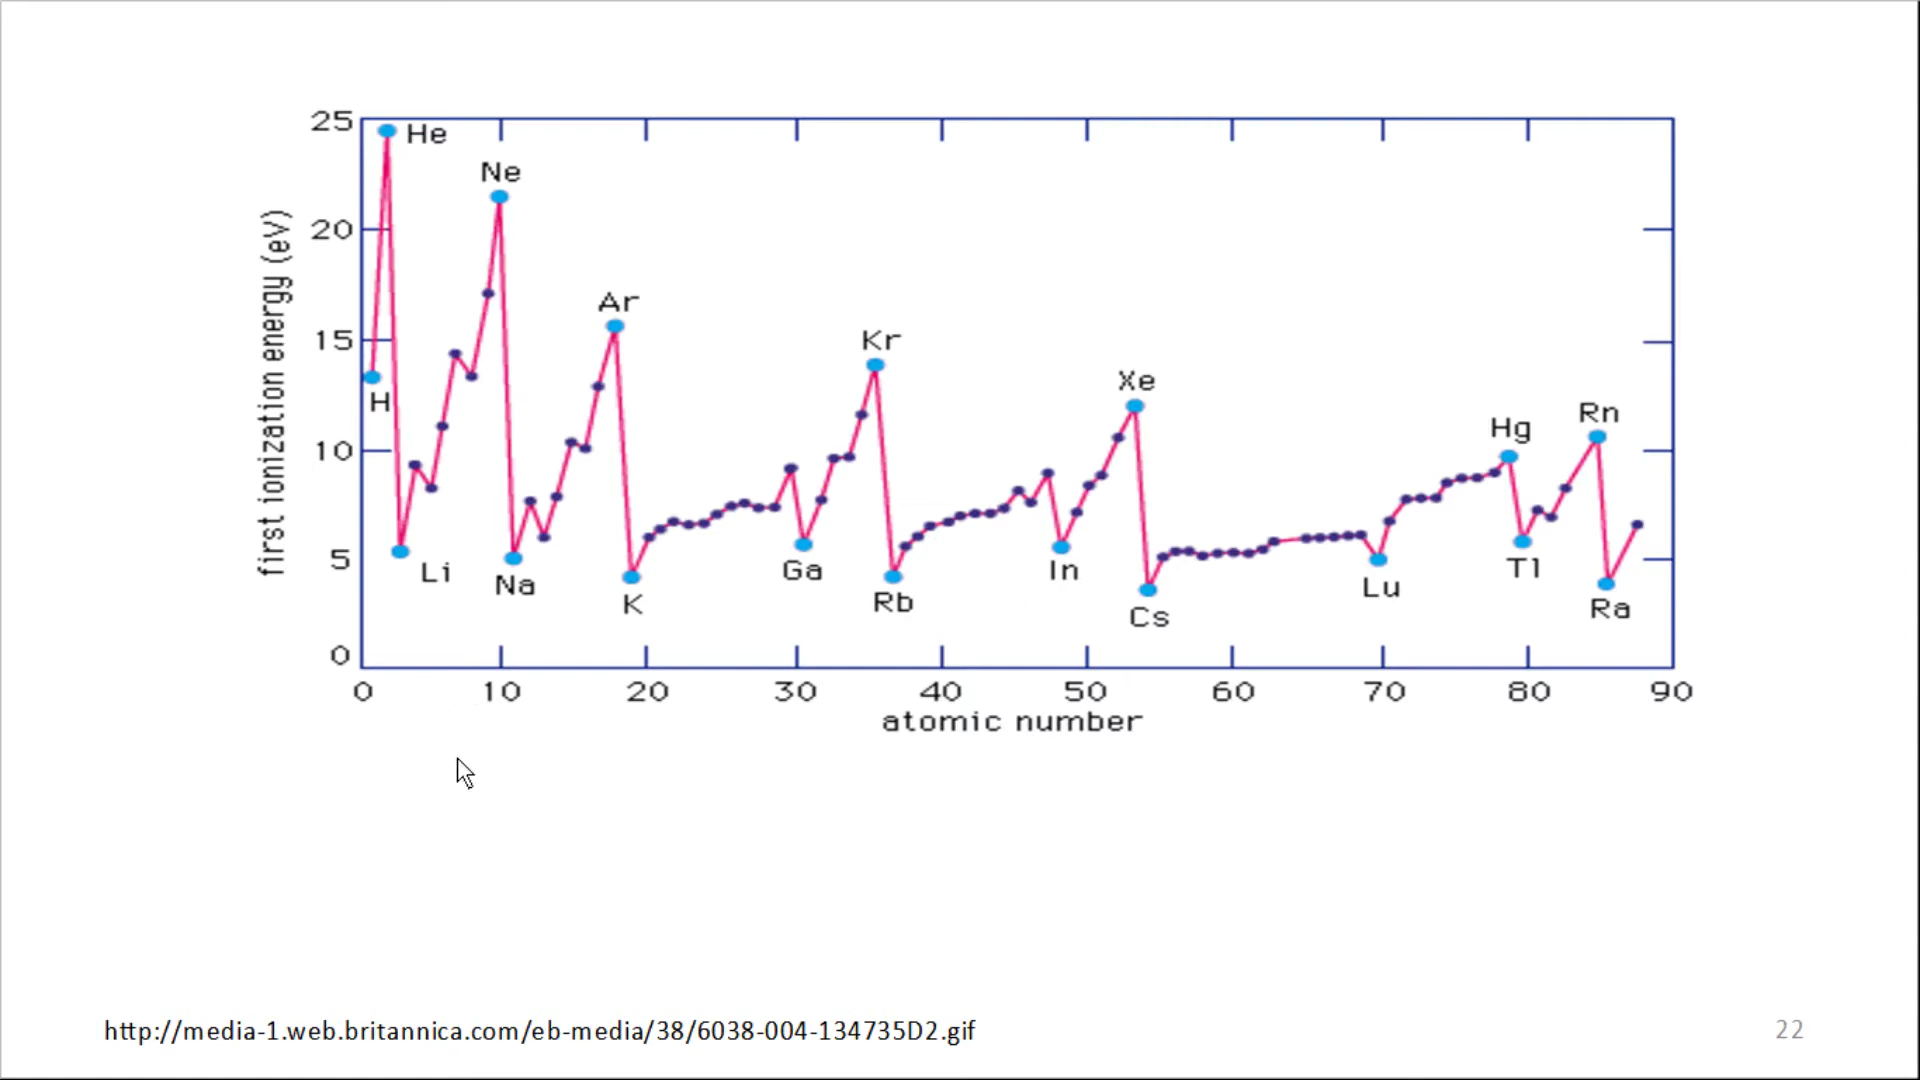 25
He
Ne
20
Ar
15
Kr
H
Xe
10
Hg
Rn
5
Li
Na
K
Ga
Rb
In
Cs
Lu
Tl
Ra
0
0 10 20 30 40 50 60 70 80 90
atomic number
first ionization energy (eV)
http://media-1.web.britannica.com/eb-media/38/6038-004-134735D2.gif
22